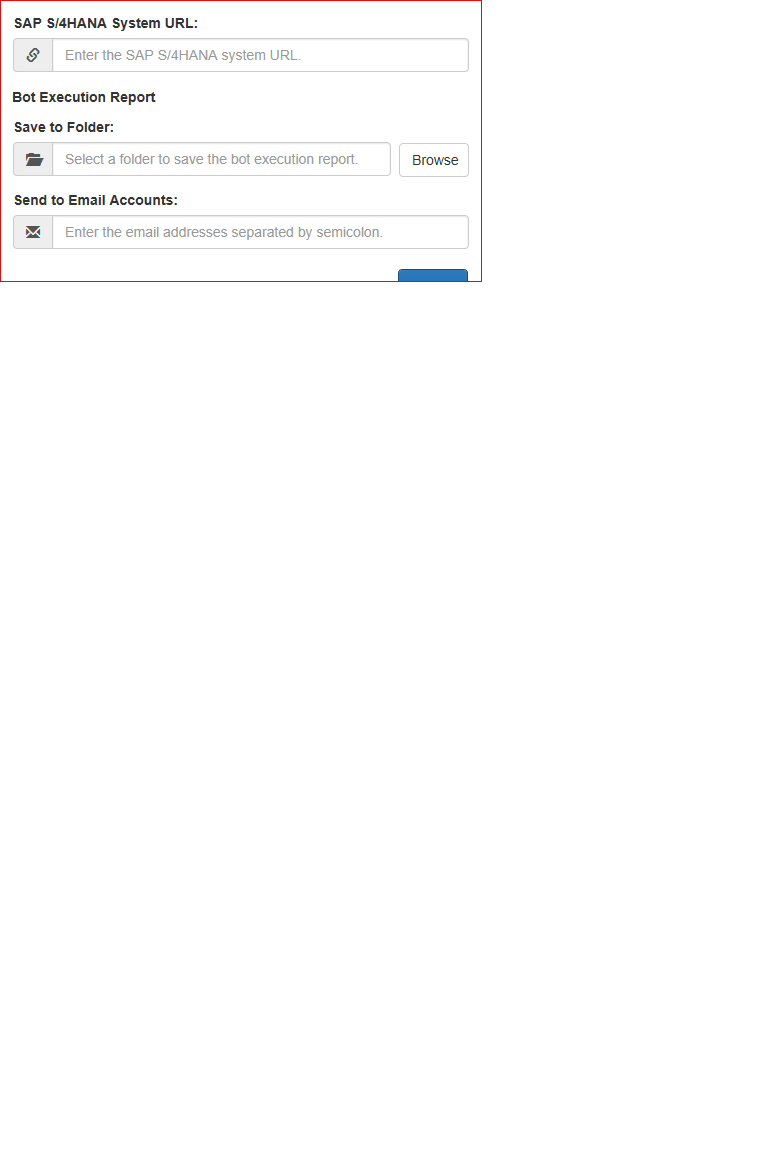 SAP S/4HANA System URL:
Enter the SAP S/4HANA system URL.
Bot Execution Report
Save to Folder:
Select a folder to save the bot execution report.
Browse
Send to Email Accounts:
Enter the email addresses separated by semicolon.